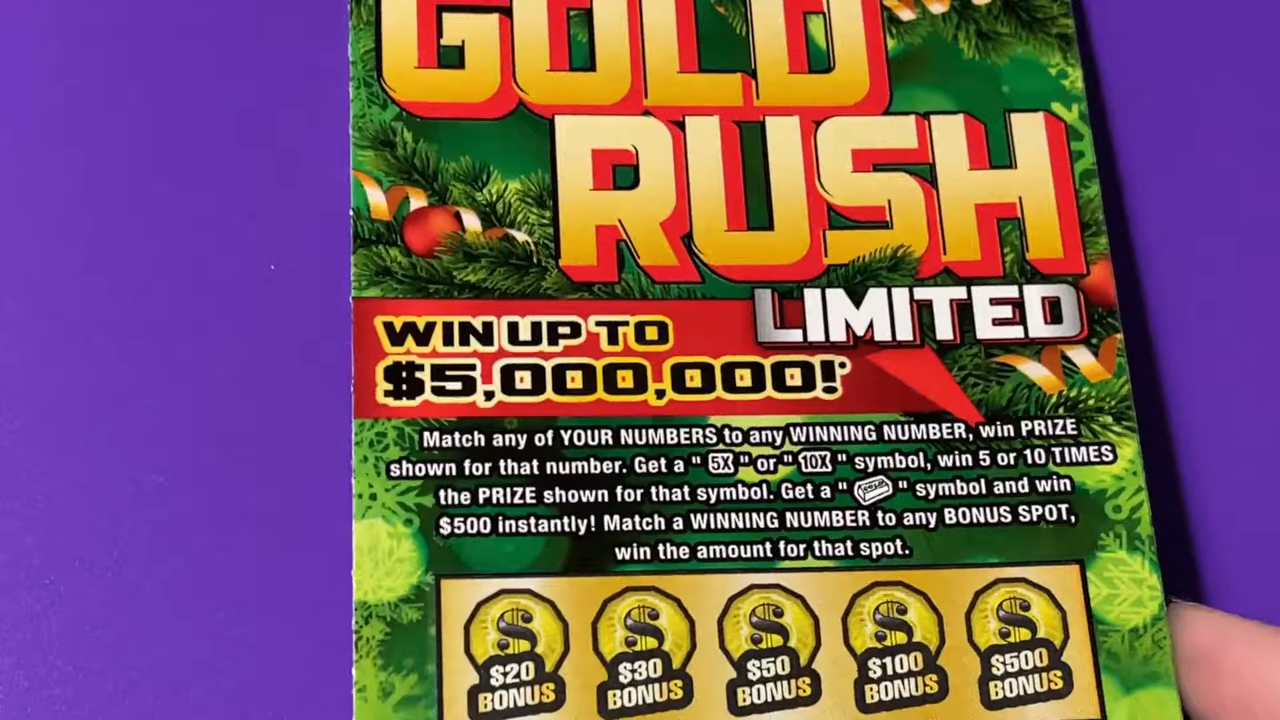 GOLD
RUSH
LIMITED
WIN UP TO
$5,000,000!*
Match any of YOUR NUMBERS to any WINNING NUMBER, win PRIZE
shown for that number. Get a " 5X " or " 10X " symbol, win 5 or 10 TIMES
the PRIZE shown for that symbol. Get a " " symbol and win
$500 instantly! Match a WINNING NUMBER to any BONUS SPOT,
win the amount for that spot.
$20 BONUS
$30 BONUS
$50 BONUS
$100 BONUS
$500 BONUS